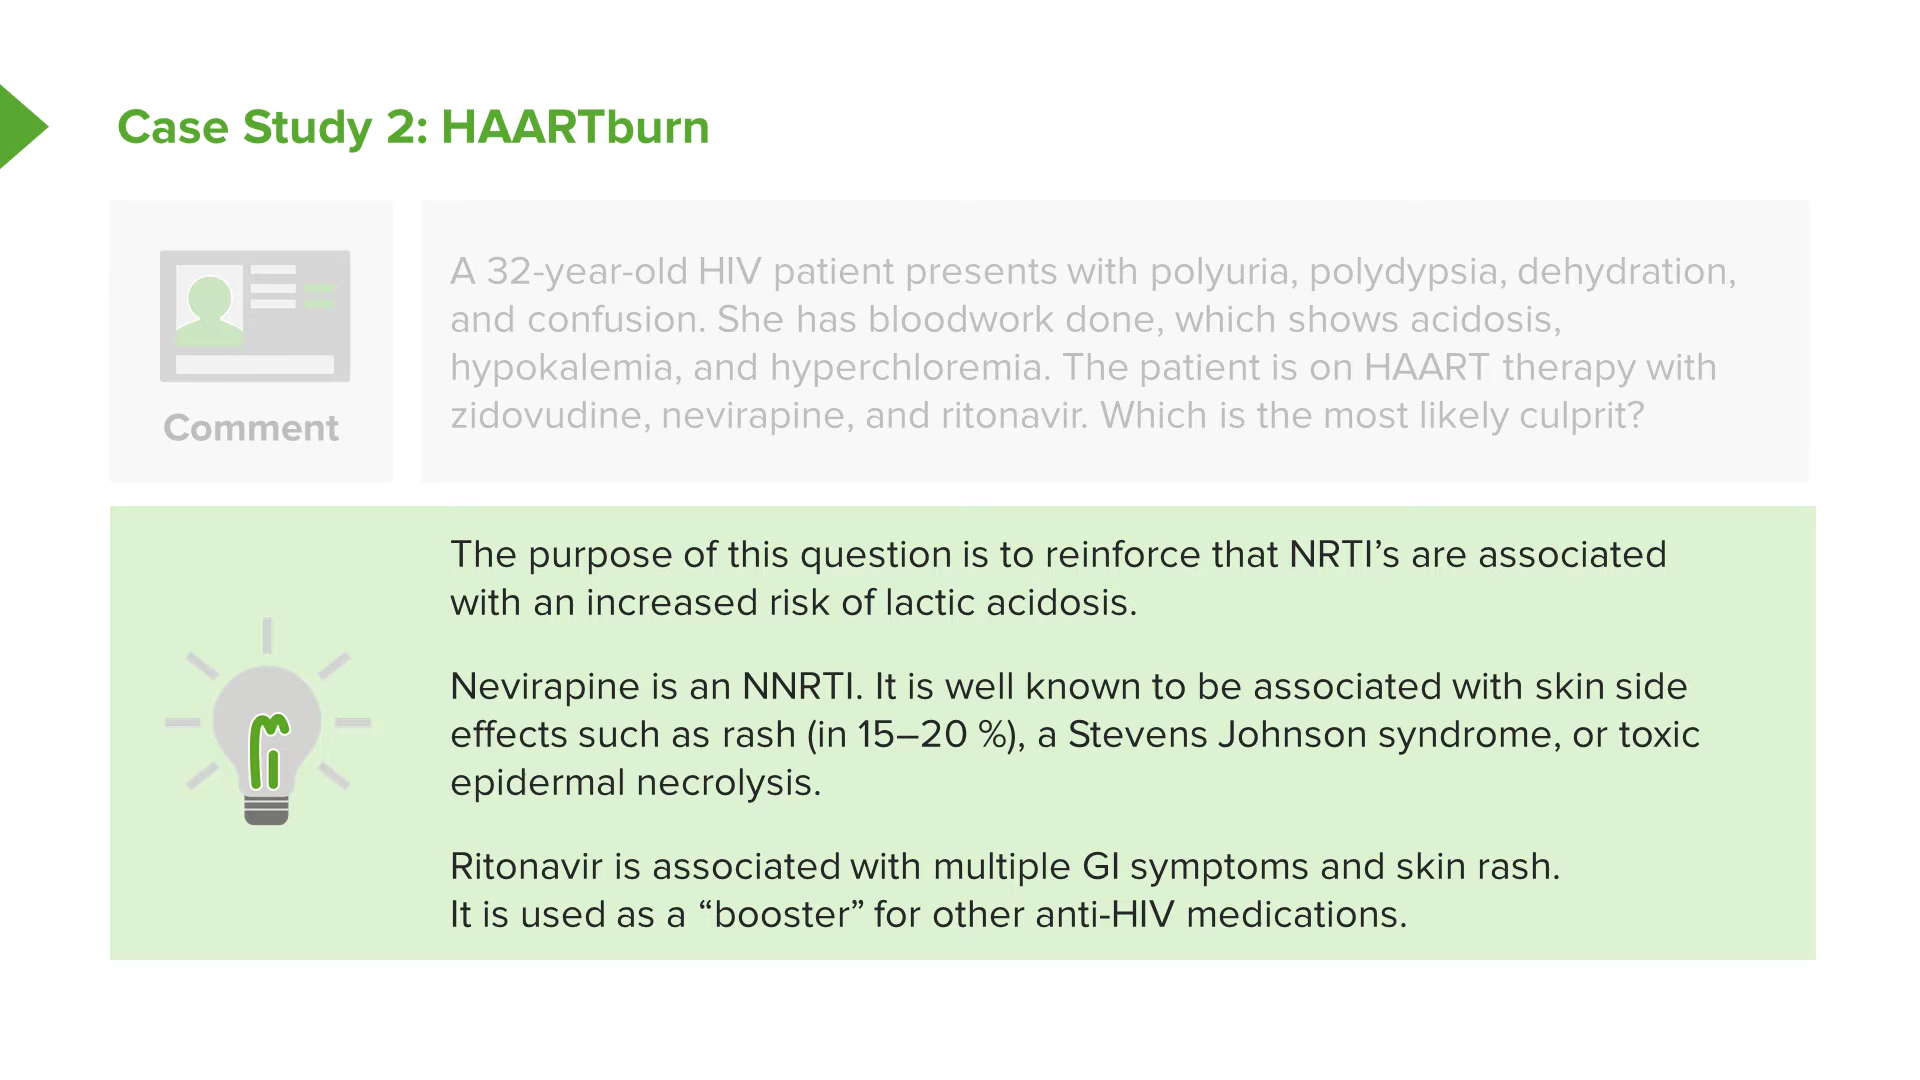 Case Study 2: HAARTburn
Comment
A 32-year-old HIV patient presents with polyuria, polydypsia, dehydration,
and confusion. She has bloodwork done, which shows acidosis,
hypokalemia, and hyperchloremia. The patient is on HAART therapy with
zidovudine, nevirapine, and ritonavir. Which is the most likely culprit?
The purpose of this question is to reinforce that NRTI’s are associated
with an increased risk of lactic acidosis.
Nevirapine is an NNRTI. It is well known to be associated with skin side
effects such as rash (in 15–20 %), a Stevens Johnson syndrome, or toxic
epidermal necrolysis.
Ritonavir is associated with multiple GI symptoms and skin rash.
It is used as a “booster” for other anti-HIV medications.